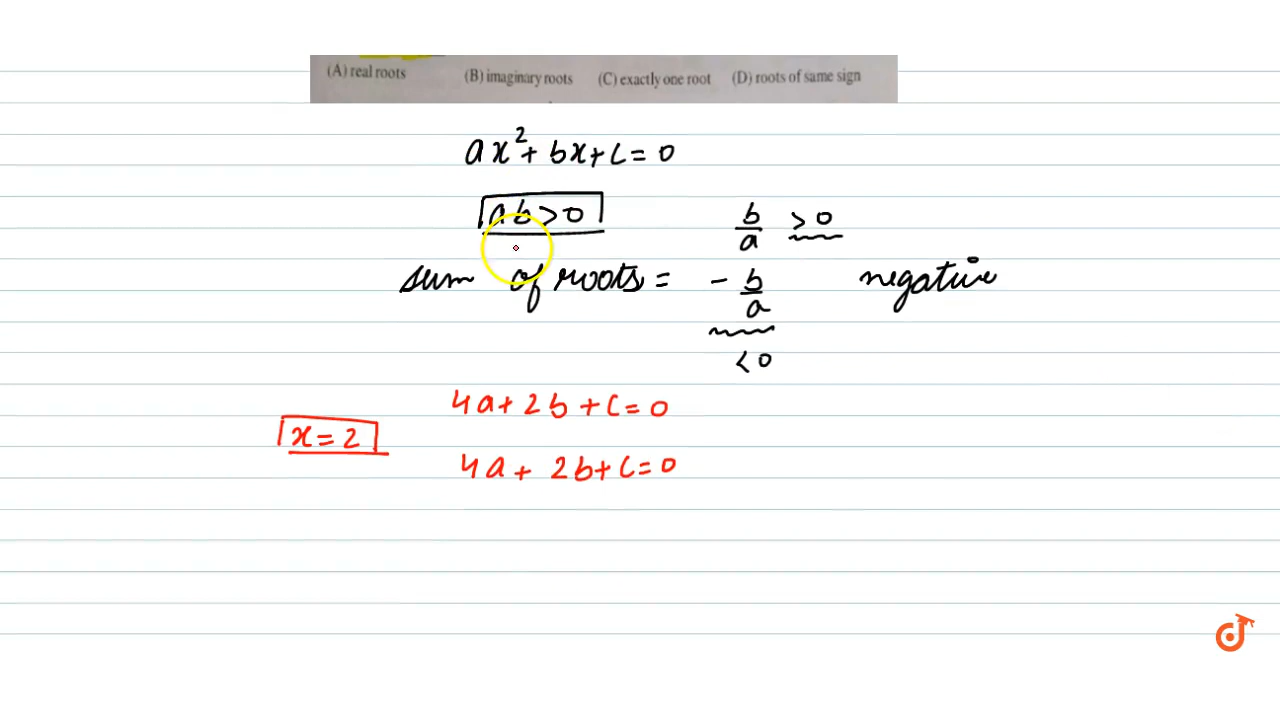 (A) real roots (B) imaginary roots (C) exactly one root (D) roots of same sign
ax²+ bx+c=0
ab>0
b/a >0
sum of roots = - b/a negative
<0
4a+ 2b +c=0
x=2
4a+ 2b+c=0